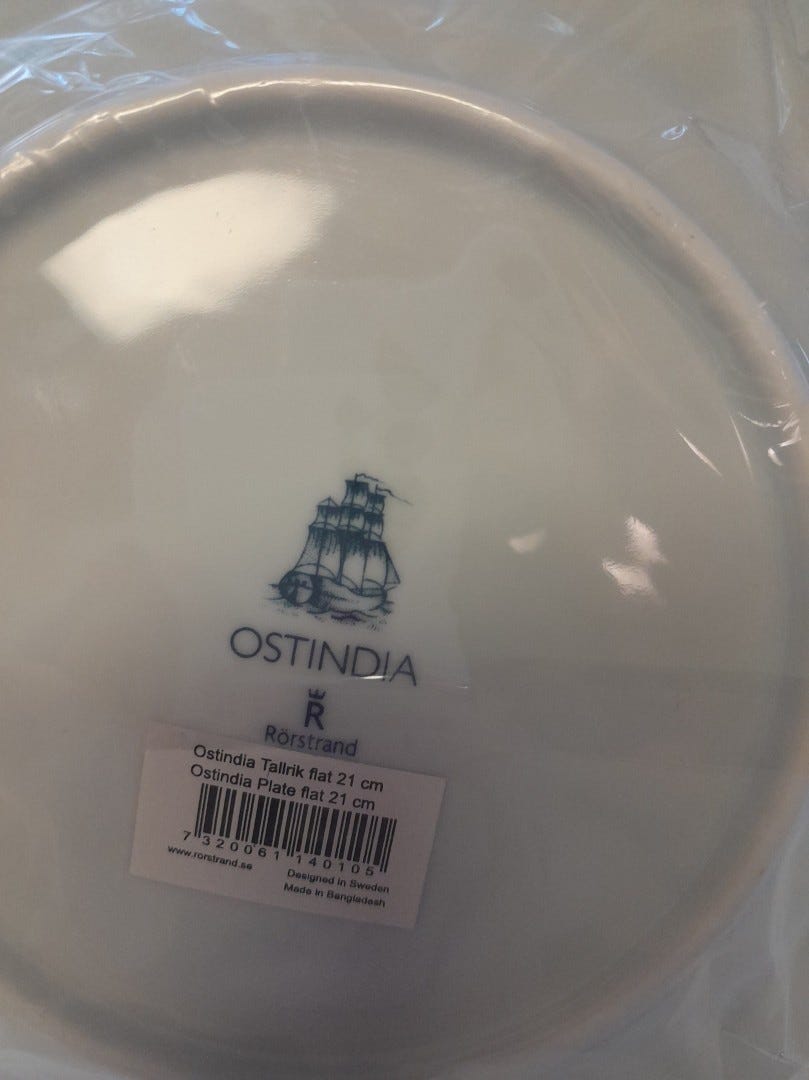 OSTINDIA
R
Rörstrand
Ostindia Tallrik flat 21 cm
Ostindia Plate flat 21 cm
7 320061 140105
www.rorstrand.se
Designed in Sweden
Made in Bangladesh